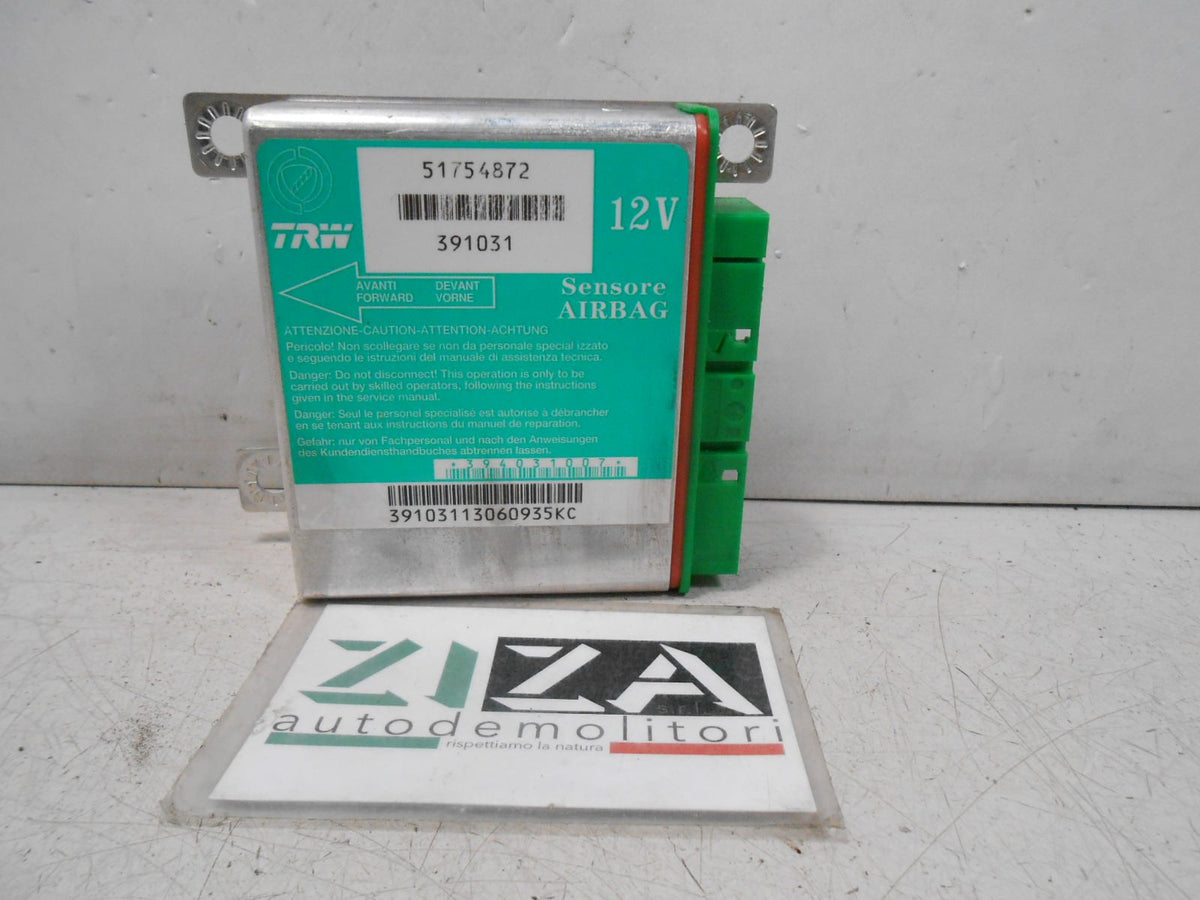 51754872
391031
TRW
12V
AVANTI DEVANT
FORWARD VORNE
Sensore
AIRBAG
ATTENZIONE-CAUTION-ATTENTION-ACHTUNG
Pericolo! Non scollegare se non da personale specializzato
e seguendo le istruzioni del manuale di assistenza tecnica.
Danger: Do not disconnect! This operation is only to be
carried out by skilled operators, following the instructions
given in the service manual.
Danger: Seul le personel specialisé est autorisé à débrancher
en se tenant aux instructions du manuel de reparation.
Gefahr: nur von Fachpersonal und nach den Anweisungen
des Kundendiensthandbuches abtrennen lassen.
*394031007*
39103113060935KC
ZIZA
s.r.l.
autodemolitori
rispettiamo la natura